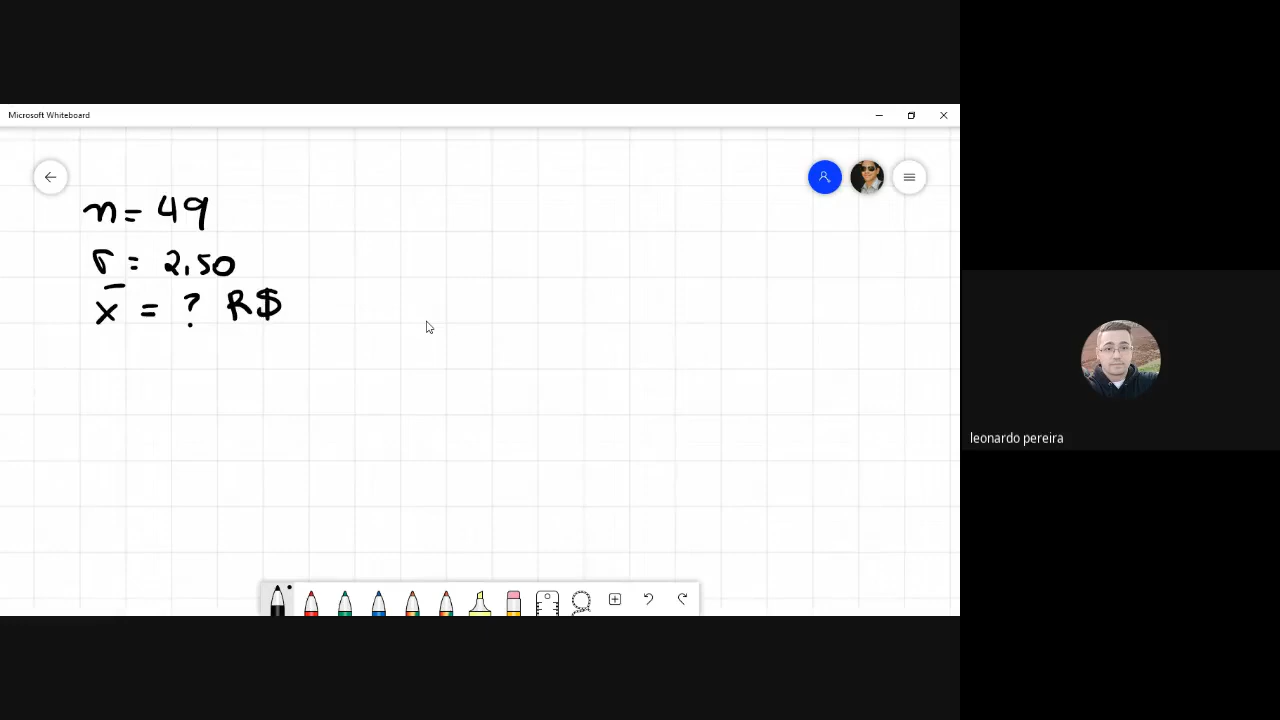 Microsoft Whiteboard
n = 49
σ = 2,50
x̄ = ? R$
leonardo pereira